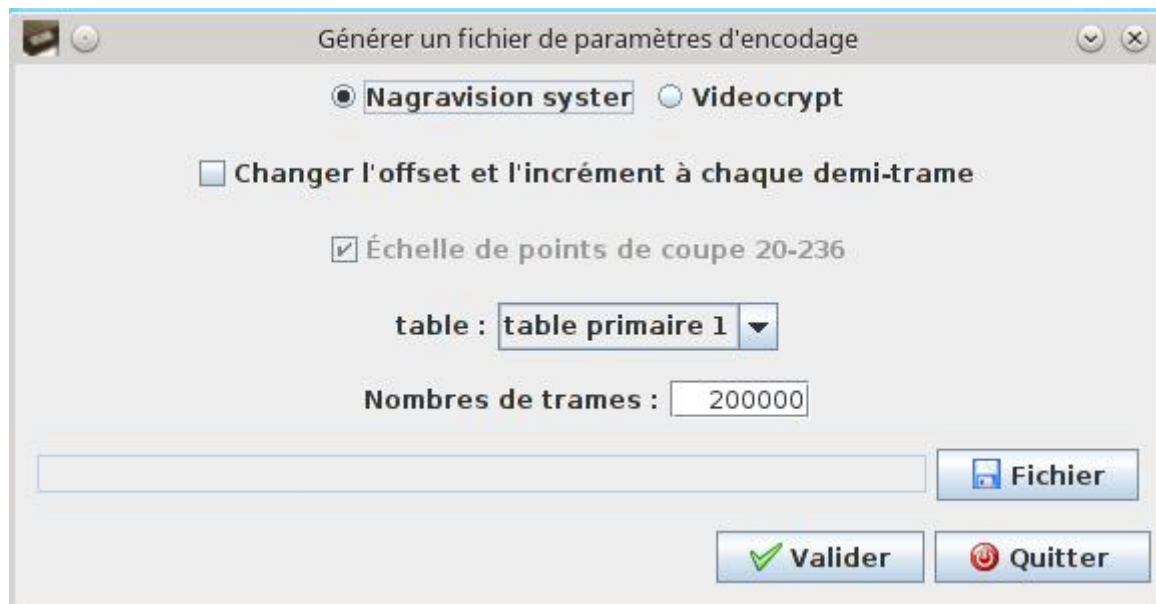 Générer un fichier de paramètres d'encodage
Nagravision syster Videocrypt
Changer l'offset et l'incrément à chaque demi-trame
Échelle de points de coupe 20-236
table : table primaire 1
Nombres de trames : 200000
Fichier
Valider Quitter